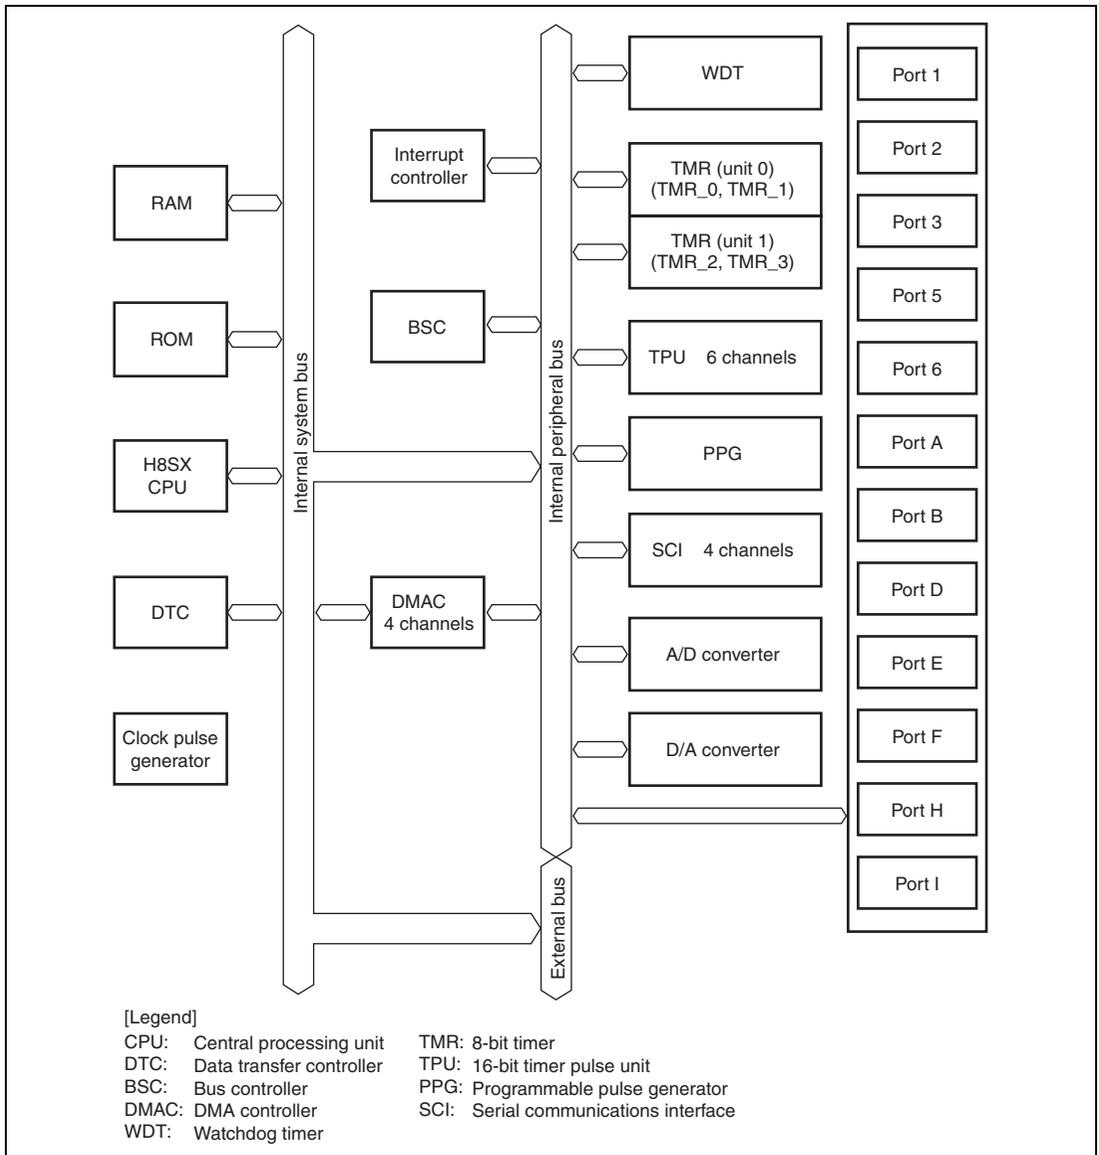 RAM
ROM
H8SX
CPU
DTC
Clock pulse
generator
Internal system bus
Interrupt
controller
BSC
DMAC
4 channels
Internal peripheral bus
External bus
WDT
TMR (unit 0)
(TMR_0, TMR_1)
TMR (unit 1)
(TMR_2, TMR_3)
TPU 6 channels
PPG
SCI 4 channels
A/D converter
D/A converter
Port 1
Port 2
Port 3
Port 5
Port 6
Port A
Port B
Port D
Port E
Port F
Port H
Port I
[Legend]
CPU: Central processing unit
DTC: Data transfer controller
BSC: Bus controller
DMAC: DMA controller
WDT: Watchdog timer
TMR: 8-bit timer
TPU: 16-bit timer pulse unit
PPG: Programmable pulse generator
SCI: Serial communications interface